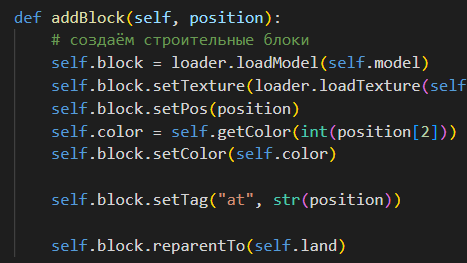 def addBlock(self, position):
# создаём строительные блоки
self.block = loader.loadModel(self.model)
self.block.setTexture(loader.loadTexture(self
self.block.setPos(position)
self.color = self.getColor(int(position[2]))
self.block.setColor(self.color)
self.block.setTag("at", str(position))
self.block.reparentTo(self.land)